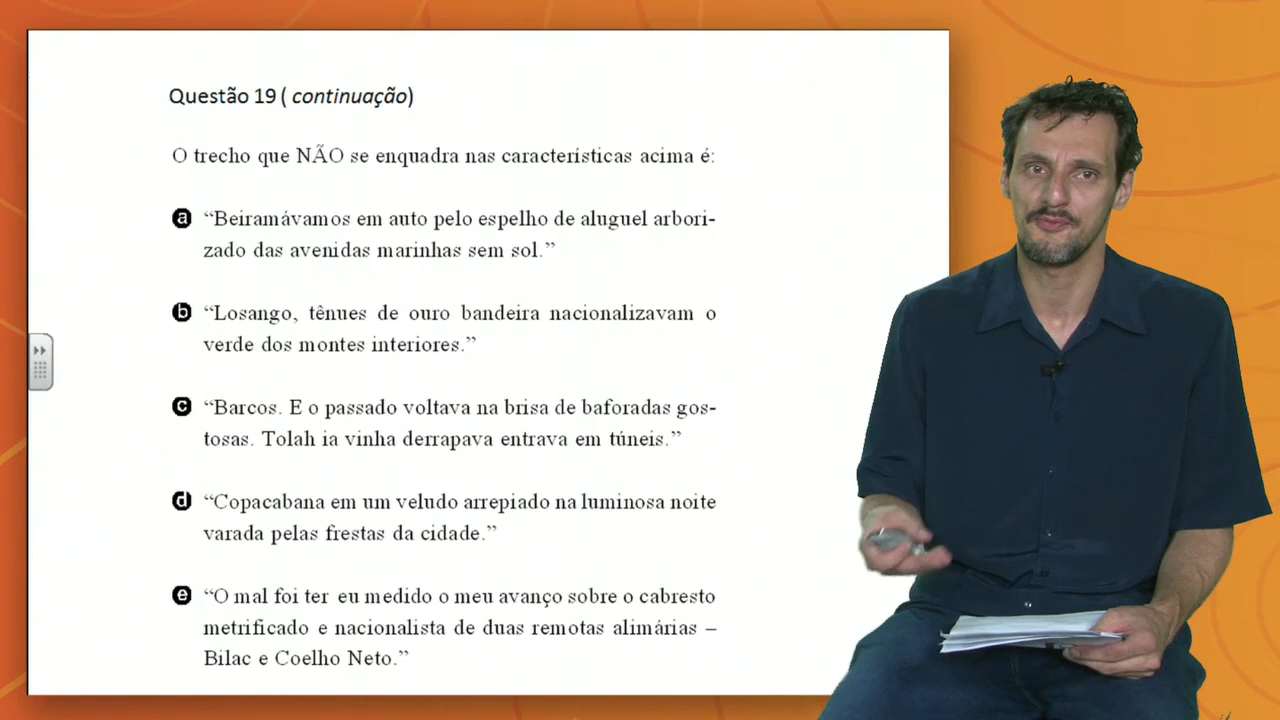 Questão 19 ( continuação)
O trecho que NÃO se enquadra nas características acima é:
a “Beiramávamos em auto pelo espelho de aluguel arbori-
zado das avenidas marinhas sem sol.”
b “Losango, tênues de ouro bandeira nacionalizavam o
verde dos montes interiores.”
c “Barcos. E o passado voltava na brisa de baforadas gos-
tosas. Tolah ia vinha derrapava entrava em túneis.”
d “Copacabana em um veludo arrepiado na luminosa noite
varada pelas frestas da cidade.”
e “O mal foi ter eu medido o meu avanço sobre o cabresto
metrificado e nacionalista de duas remotas alimárias –
Bilac e Coelho Neto.”